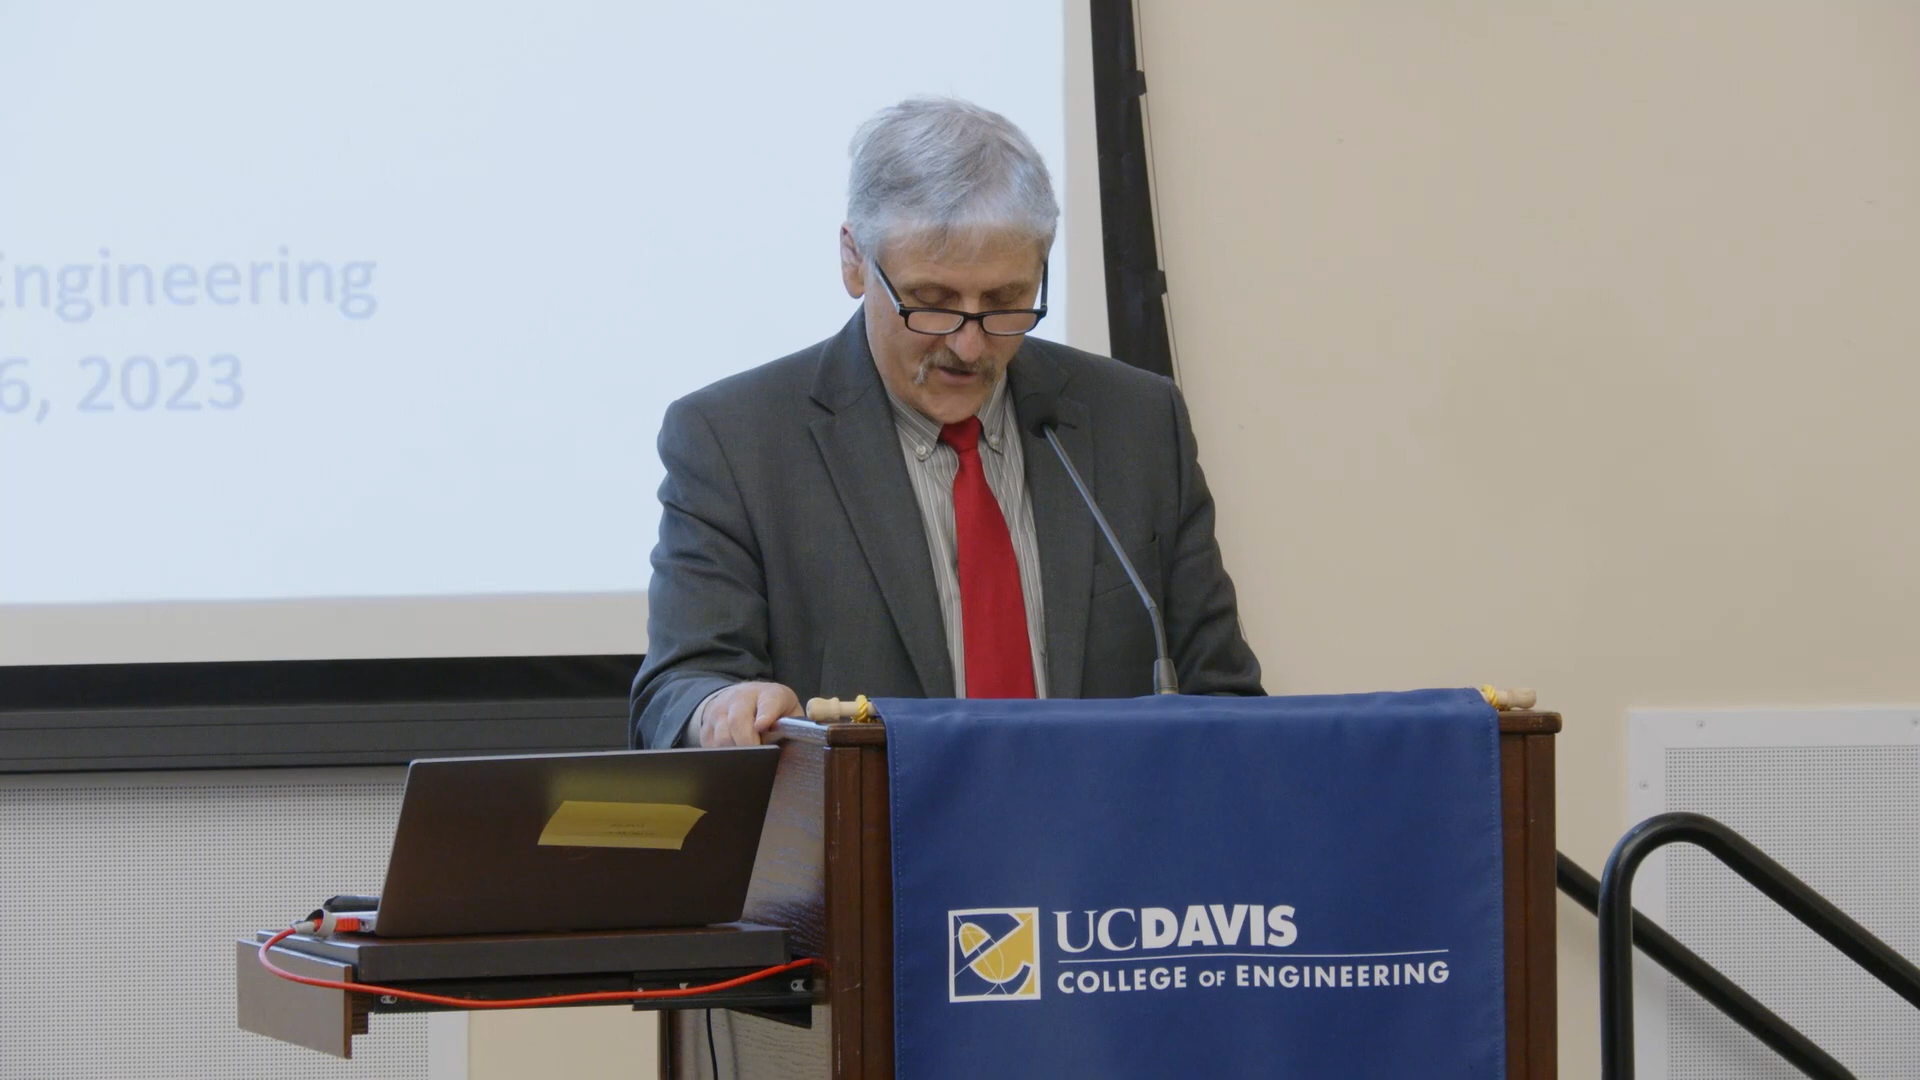 Engineering
6, 2023
UCDAVIS
COLLEGE OF ENGINEERING